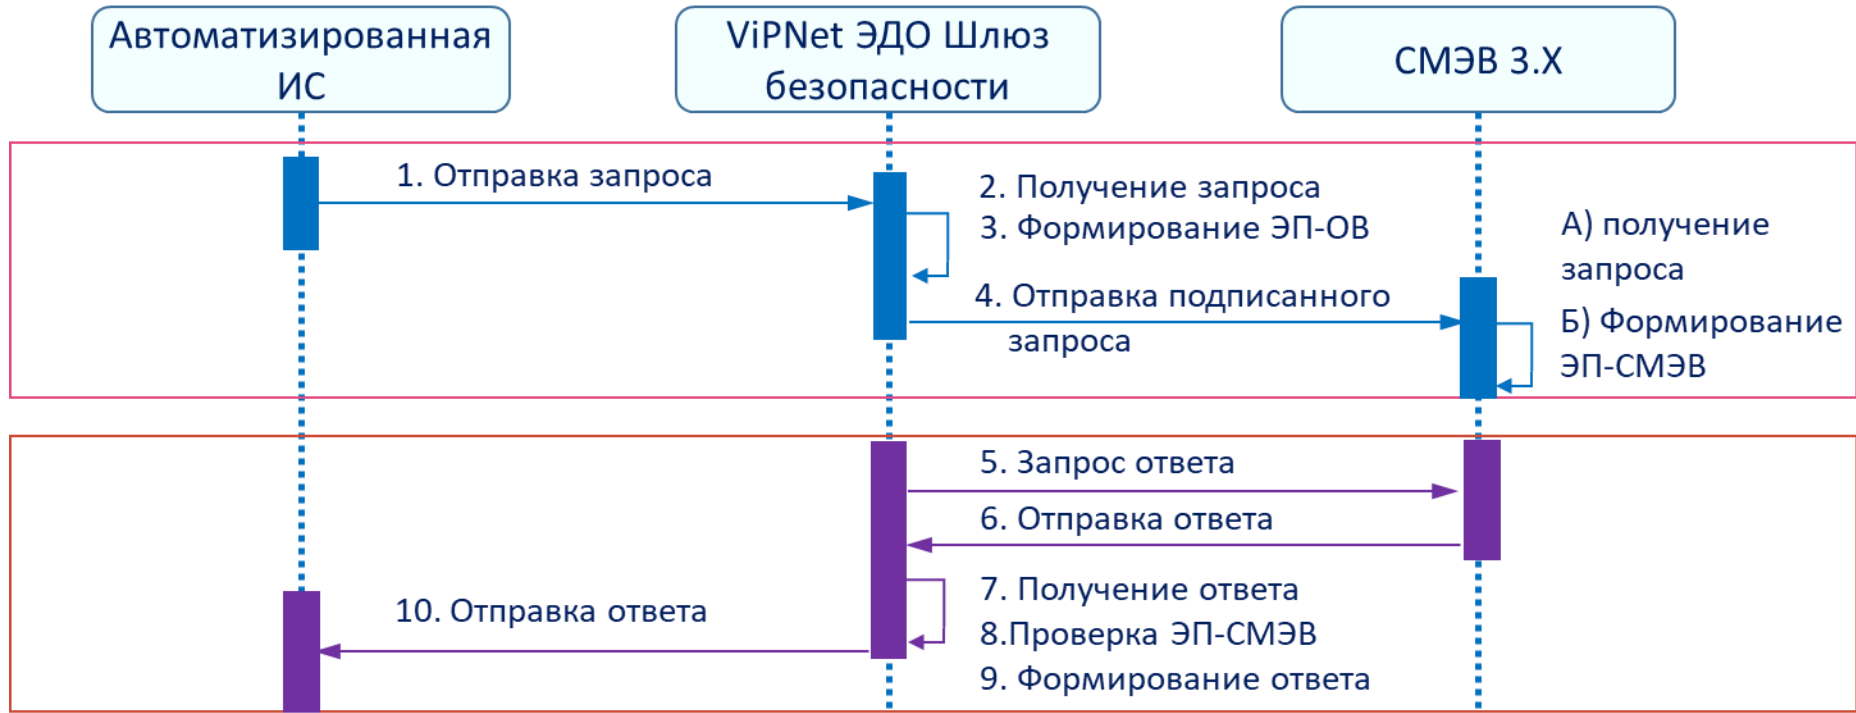 Автоматизированная
ИС
ViPNet ЭДО Шлюз
безопасности
СМЭВ 3.X
1. Отправка запроса
2. Получение запроса
3. Формирование ЭП-ОВ
4. Отправка подписанного
запроса
А) получение
запроса
Б) Формирование
ЭП-СМЭВ
5. Запрос ответа
6. Отправка ответа
7. Получение ответа
8.Проверка ЭП-СМЭВ
9. Формирование ответа
10. Отправка ответа